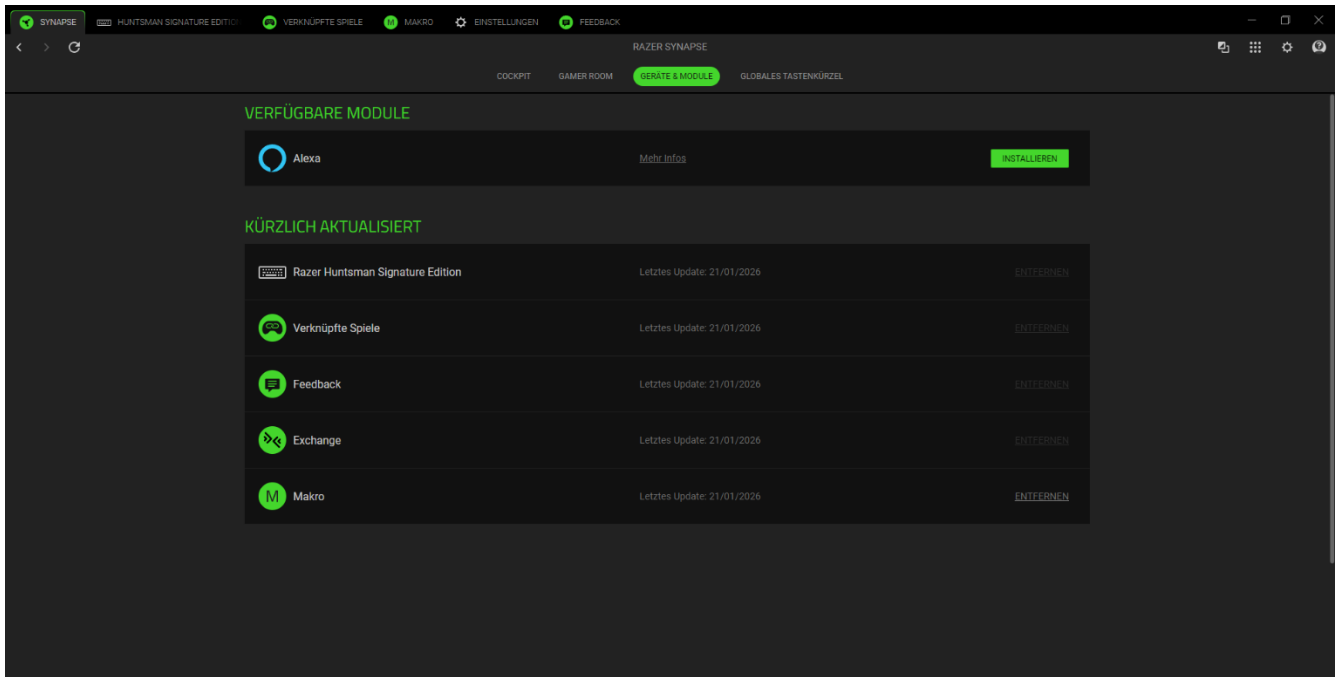 SYNAPSE HUNTSMAN SIGNATURE EDITIO VERKNÜPFTE SPIELE M MAKRO EINSTELLUNGEN FEEDBACK
RAZER SYNAPSE
COCKPIT GAMER ROOM GERÄTE & MODULE GLOBALES TASTENKÜRZEL
VERFÜGBARE MODULE
Alexa Mehr Infos INSTALLIEREN
KÜRZLICH AKTUALISIERT
Razer Huntsman Signature Edition Letztes Update: 21/01/2026 ENTFERNEN
Verknüpfte Spiele Letztes Update: 21/01/2026 ENTFERNEN
Feedback Letztes Update: 21/01/2026 ENTFERNEN
Exchange Letztes Update: 21/01/2026 ENTFERNEN
M Makro Letztes Update: 21/01/2026 ENTFERNEN